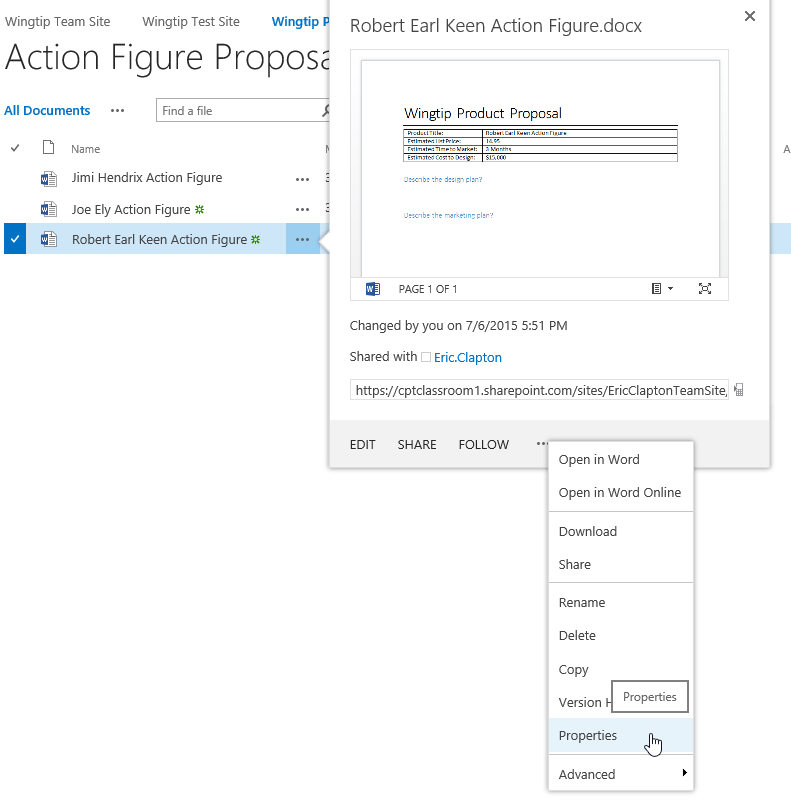 Wingtip Team Site Wingtip Test Site Wingtip P
Action Figure Proposa
All Documents ...
Find a file
Name
Jimi Hendrix Action Figure ... 3
Joe Ely Action Figure ... 3
Robert Earl Keen Action Figure ...
A
Robert Earl Keen Action Figure.docx
Wingtip Product Proposal
Product Title: Robert Earl Keen Action Figure
Estimated List Price: 14.95
Estimated Time to Market: 3 Months
Estimated Cost to Design: $15,000
Describe the design plan?
Describe the marketing plan?
PAGE 1 OF 1
Changed by you on 7/6/2015 5:51 PM
Shared with Eric.Clapton
https://cptclassroom1.sharepoint.com/sites/EricClaptonTeamSite,
EDIT SHARE FOLLOW ...
Open in Word
Open in Word Online
Download
Share
Rename
Delete
Copy
Version H
Properties
Properties
Advanced